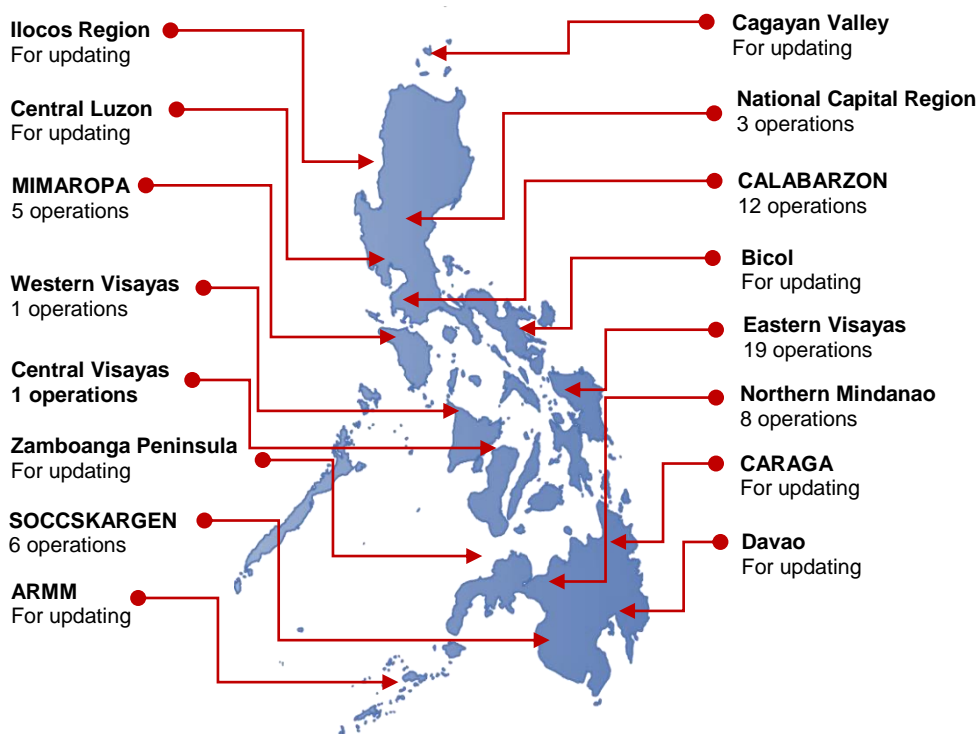 Ilocos Region
For updating
Central Luzon
For updating
MIMAROPA
5 operations
Western Visayas
1 operations
Central Visayas
1 operations
Zamboanga Peninsula
For updating
SOCCSKARGEN
6 operations
ARMM
For updating
Cagayan Valley
For updating
National Capital Region
3 operations
CALABARZON
12 operations
Bicol
For updating
Eastern Visayas
19 operations
Northern Mindanao
8 operations
CARAGA
For updating
Davao
For updating